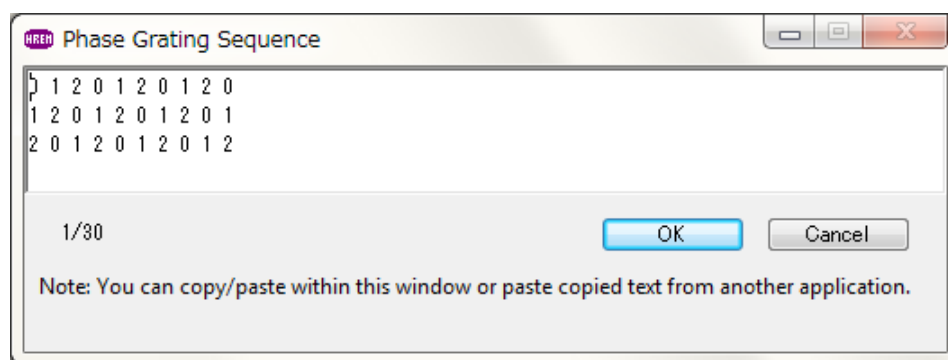 HREM Phase Grating Sequence
0 1 2 0 1 2 0 1 2 0
1 2 0 1 2 0 1 2 0 1
2 0 1 2 0 1 2 0 1 2
1/30
OK
Cancel
Note: You can copy/paste within this window or paste copied text from another application.